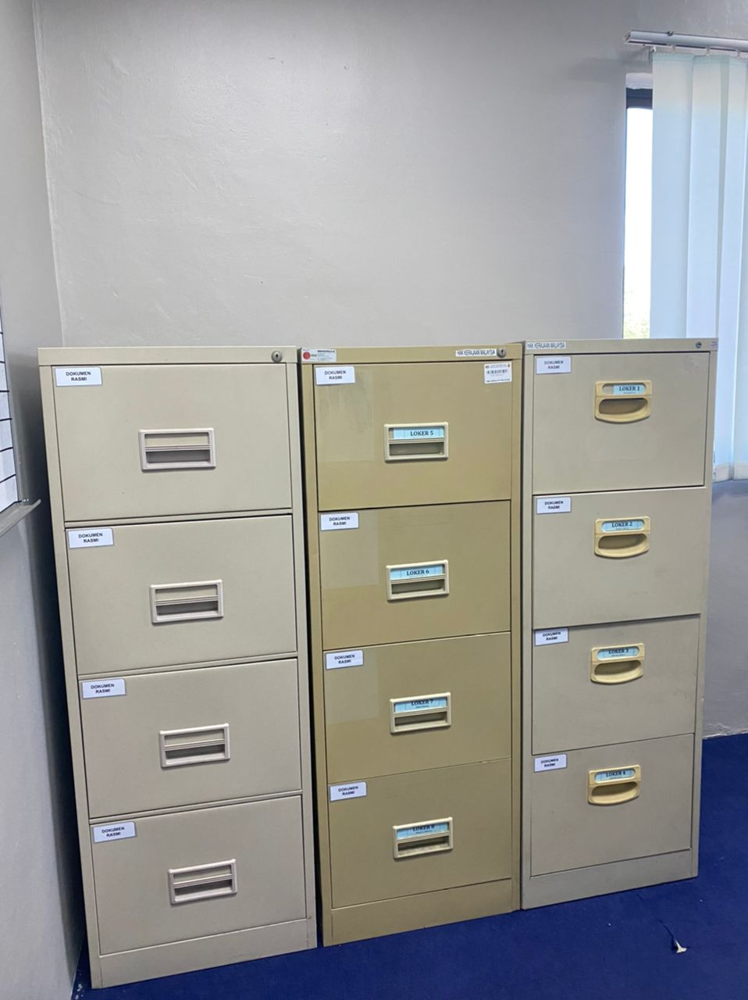 DOKUMEN
RASMI
DOKUMEN
RASMI
DOKUMEN
RASMI
DOKUMEN
RASMI
HAK KERAJAAN MALAYSIA
DOKUMEN
RASMI
LOKER 5
DOKUMEN
RASMI
LOKER 6
DOKUMEN
RASMI
LOKER 7
DOKUMEN
RASMI
LOKER 8
HAK KERAJAAN MALAYSIA
DOKUMEN
RASMI
LOKER 1
DOKUMEN
RASMI
LOKER 2
DOKUMEN
RASMI
LOKER 3
DOKUMEN
RASMI
LOKER 4